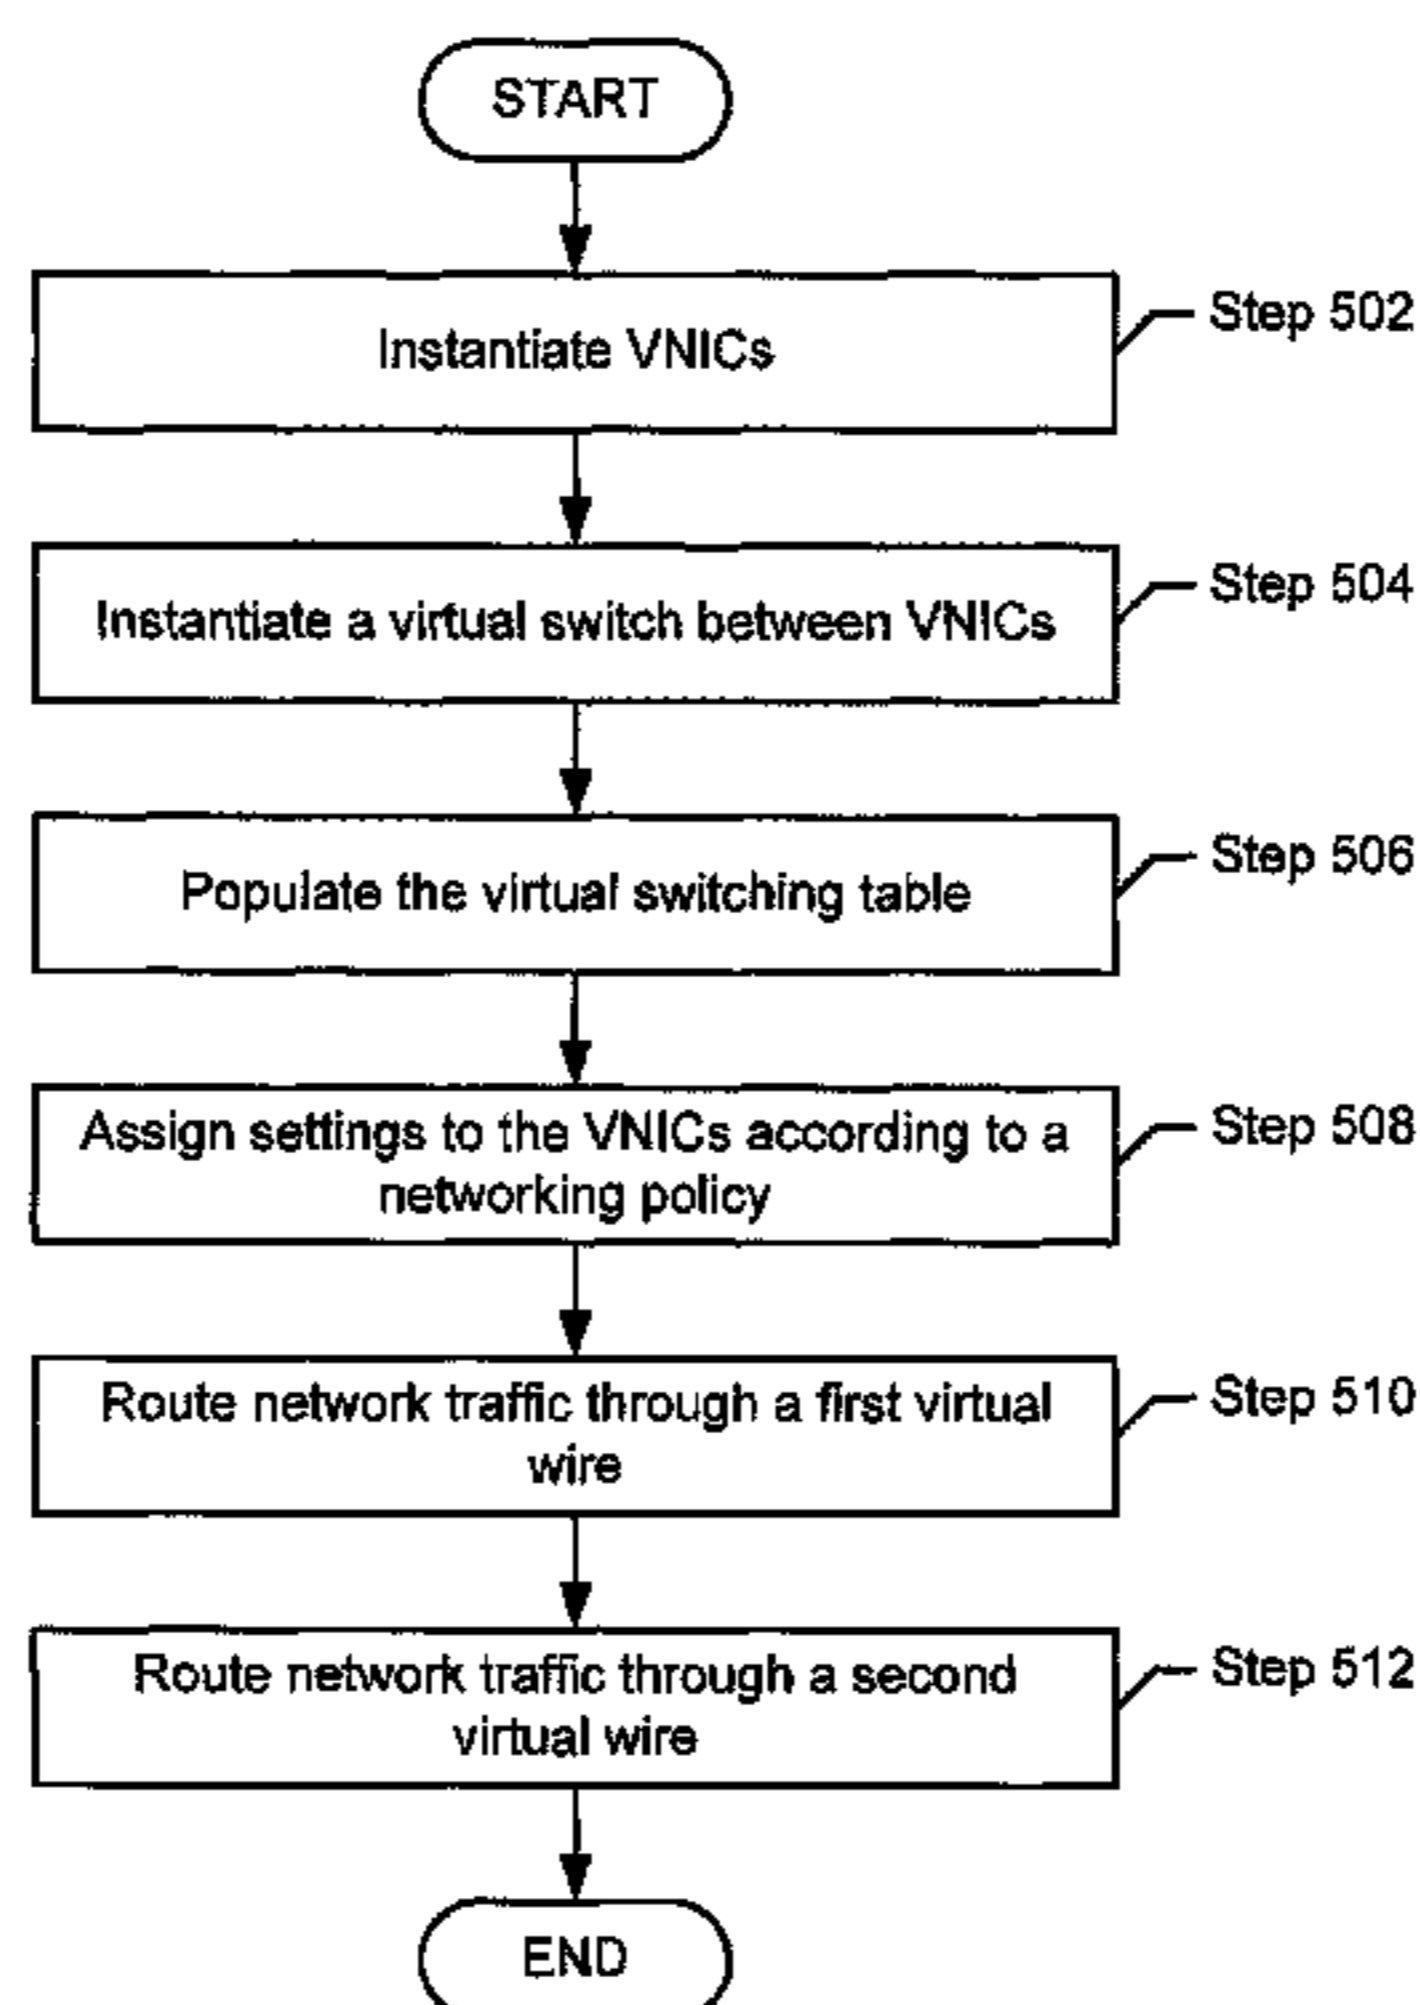 START
Instantiate VNICs
Step 502
Instantiate a virtual switch between VNICs
Step 504
Populate the virtual switching table
Step 506
Assign settings to the VNICs according to a
networking policy
Step 508
Route network traffic through a first virtual
wire
Step 510
Route network traffic through a second
virtual wire
Step 512
END